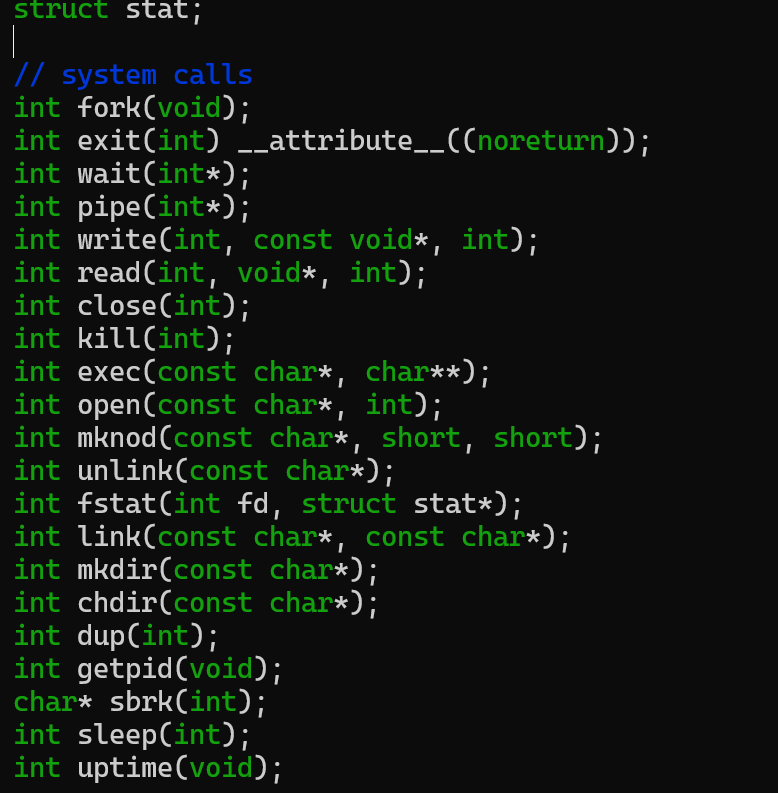 struct stat;
// system calls
int fork(void);
int exit(int) __attribute__((noreturn));
int wait(int*);
int pipe(int*);
int write(int, const void*, int);
int read(int, void*, int);
int close(int);
int kill(int);
int exec(const char*, char**);
int open(const char*, int);
int mknod(const char*, short, short);
int unlink(const char*);
int fstat(int fd, struct stat*);
int link(const char*, const char*);
int mkdir(const char*);
int chdir(const char*);
int dup(int);
int getpid(void);
char* sbrk(int);
int sleep(int);
int uptime(void);